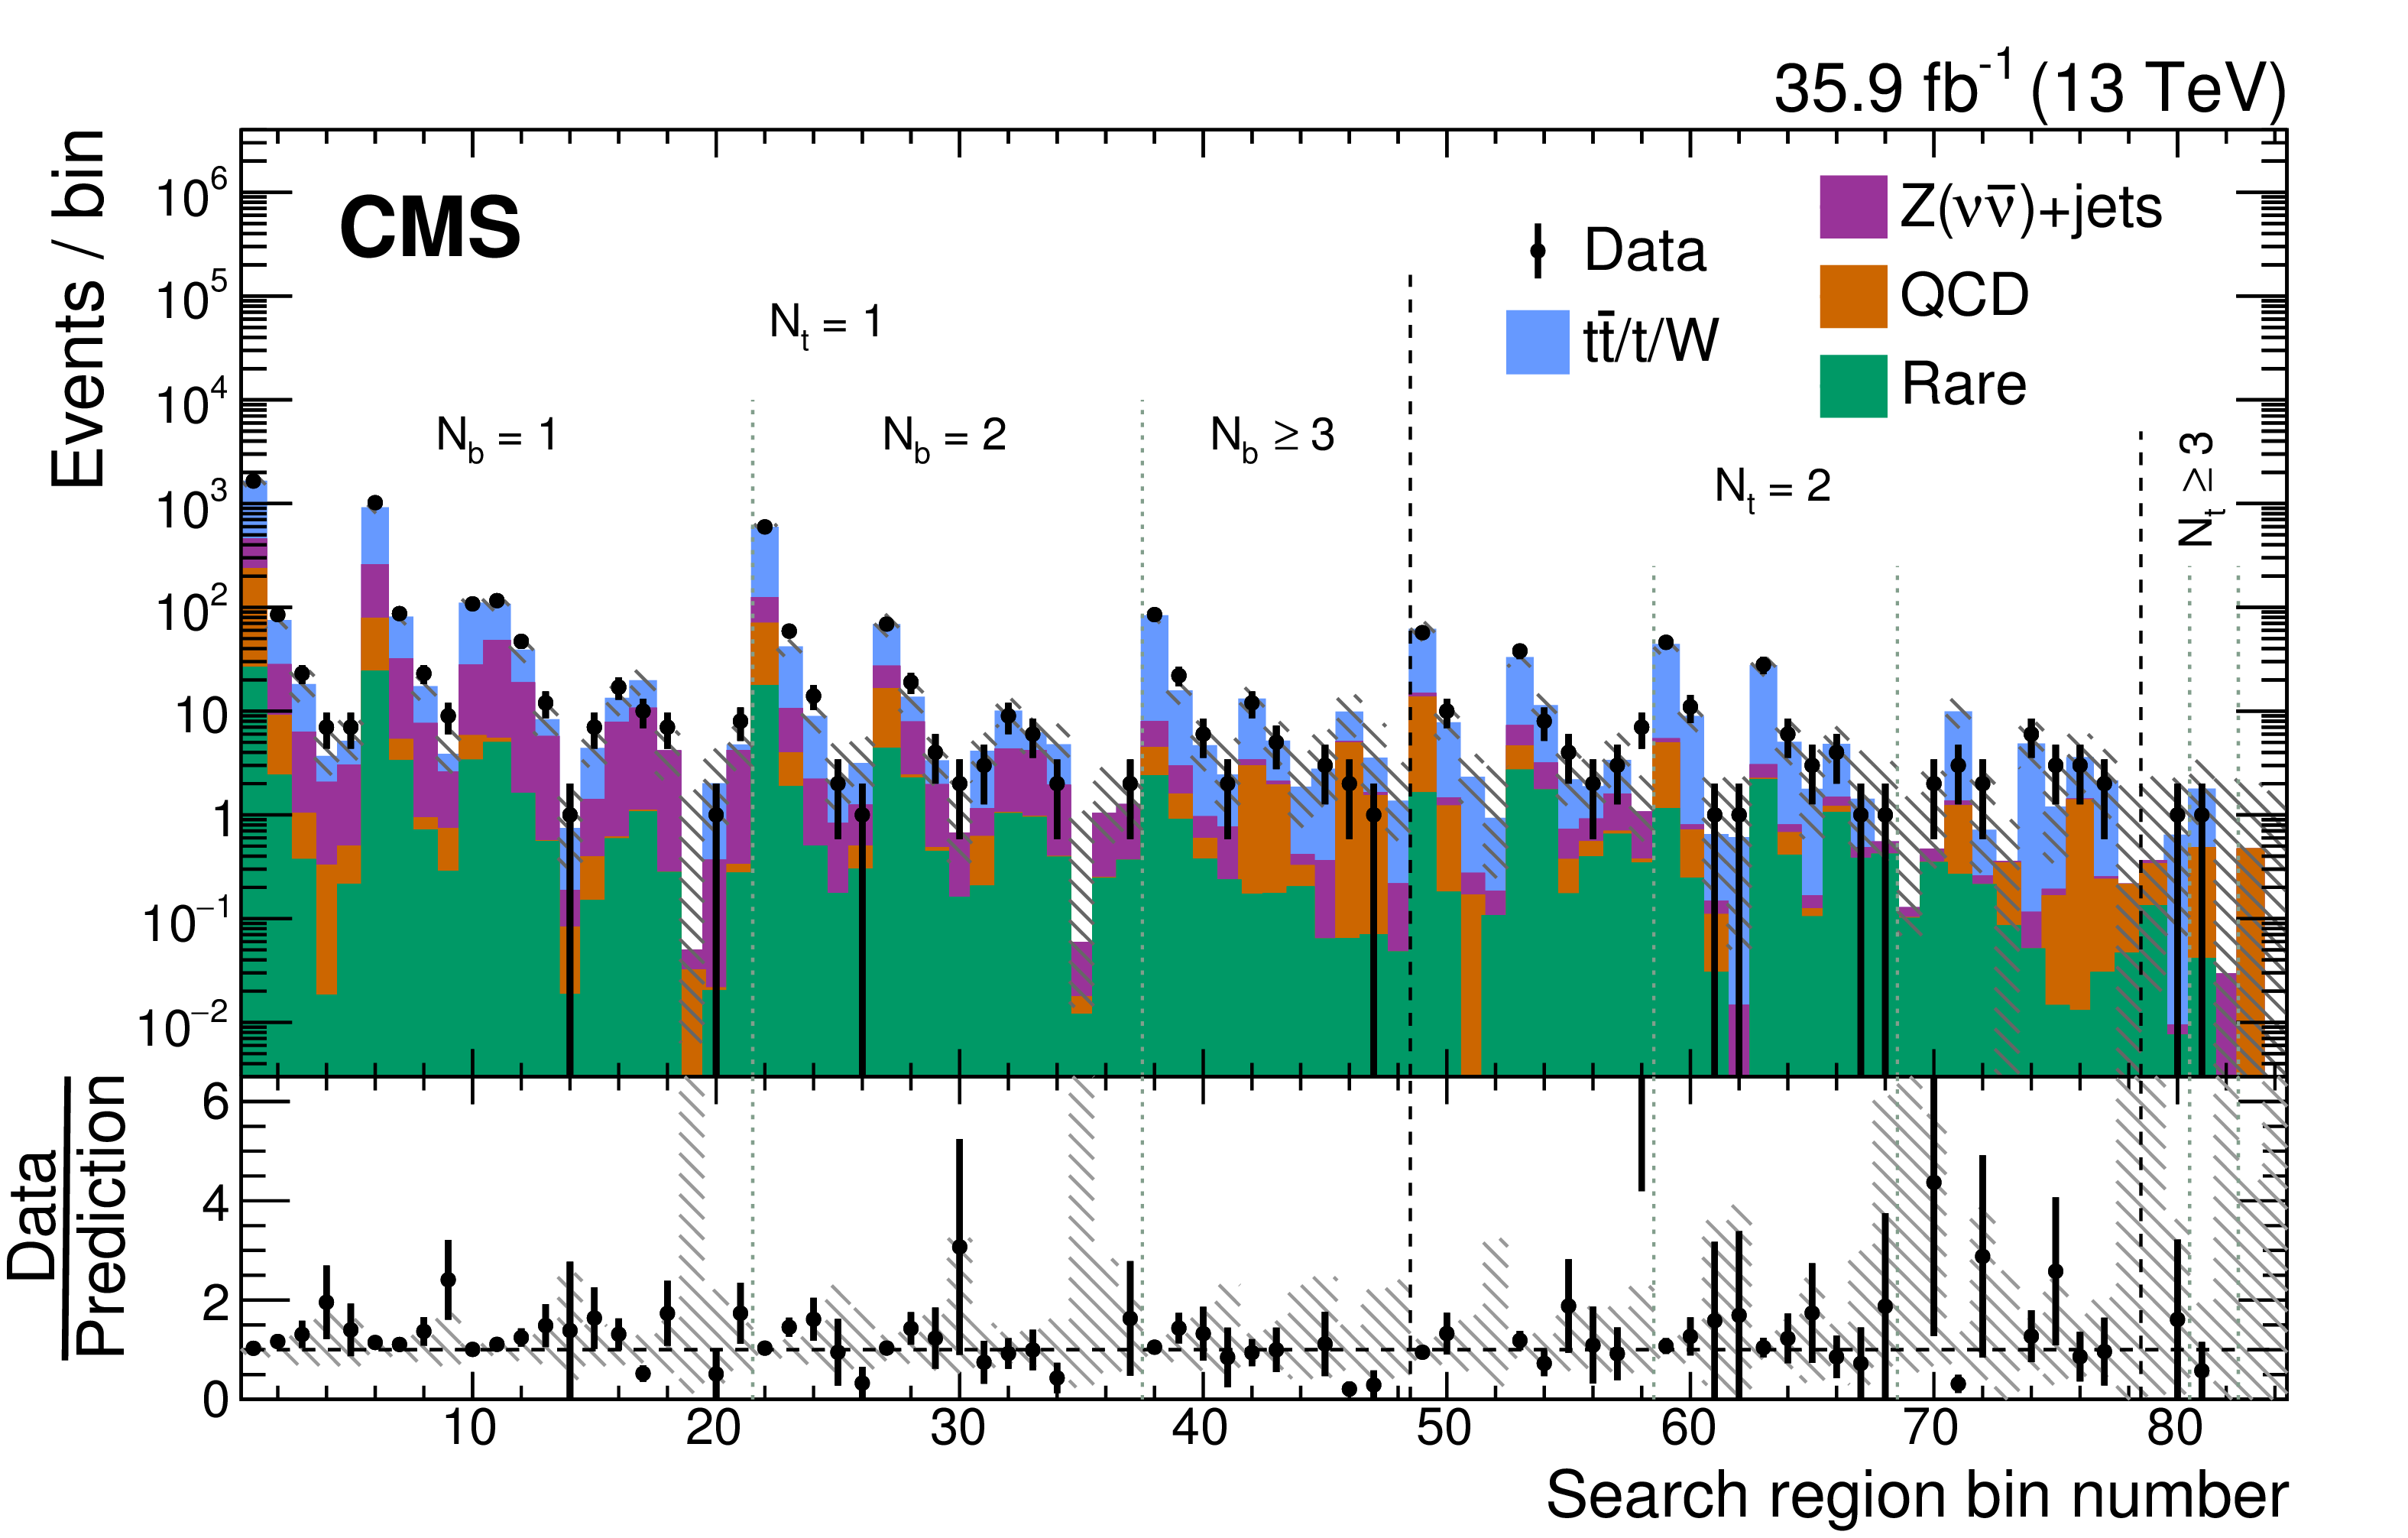 35.9 fb⁻¹ (13 TeV)
Events / bin
10⁶
10⁵
10⁴
10³
10²
10
1
10⁻¹
10⁻²
CMS
Data
tt̄/t/W
Z(νν̄)+jets
QCD
Rare
N_t = 1
N_b = 1
N_b = 2
N_b ≥ 3
N_t = 2
N_t ≥ 3
Data
Prediction
6
4
2
0
10 20 30 40 50 60 70 80
Search region bin number